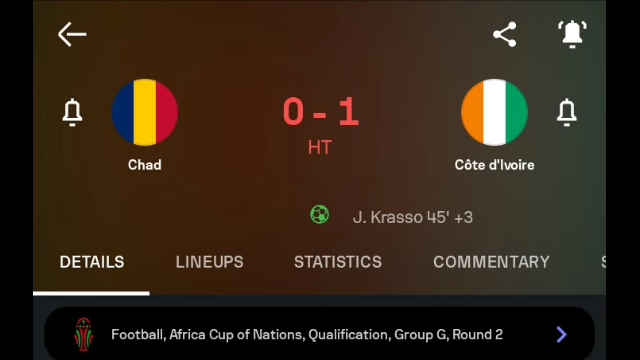 0 - 1
HT
Chad
Côte d'Ivoire
J. Krasso 45' +3
DETAILS LINEUPS STATISTICS COMMENTARY S
Football, Africa Cup of Nations, Qualification, Group G, Round 2